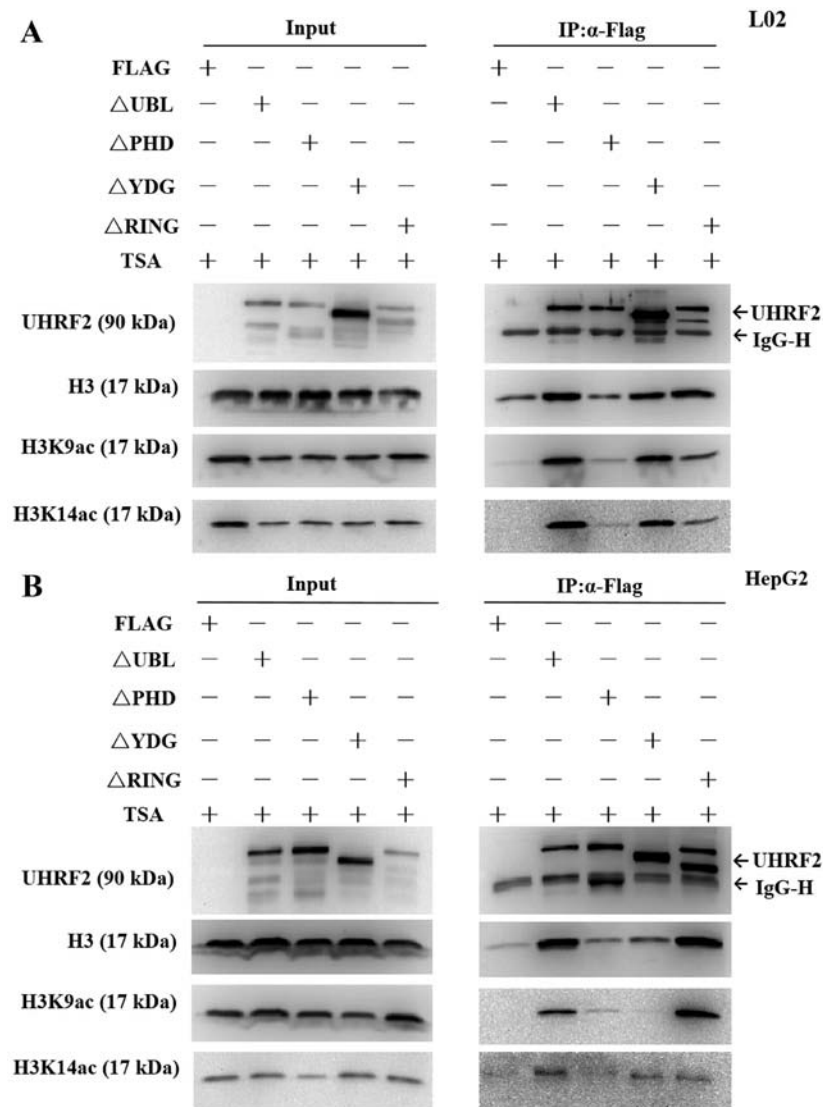 A
Input
IP:α-Flag
L02
FLAG + − − − − + − − − −
△UBL − + − − − − + − − −
△PHD − − + − − − − + − −
△YDG − − − + − − − − + −
△RING − − − − + − − − − +
TSA + + + + + + + + + +
UHRF2 (90 kDa)
←UHRF2
←IgG-H
H3 (17 kDa)
H3K9ac (17 kDa)
H3K14ac (17 kDa)
B
Input
IP:α-Flag
HepG2
FLAG + − − − − + − − − −
△UBL − + − − − − + − − −
△PHD − − + − − − − + − −
△YDG − − − + − − − − + −
△RING − − − − + − − − − +
TSA + + + + + + + + + +
UHRF2 (90 kDa)
←UHRF2
←IgG-H
H3 (17 kDa)
H3K9ac (17 kDa)
H3K14ac (17 kDa)